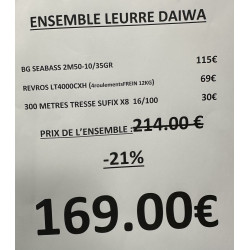 ENSEMBLE LEURRE DAIWA
BG SEABASS 2M50-10/35GR 115€
REVROS LT4000CXH (4roulementsFREIN 12KG) 69€
300 METRES TRESSE SUFIX X8 16/100 30€
PRIX DE L'ENSEMBLE : 214.00€
-21%
169.00€